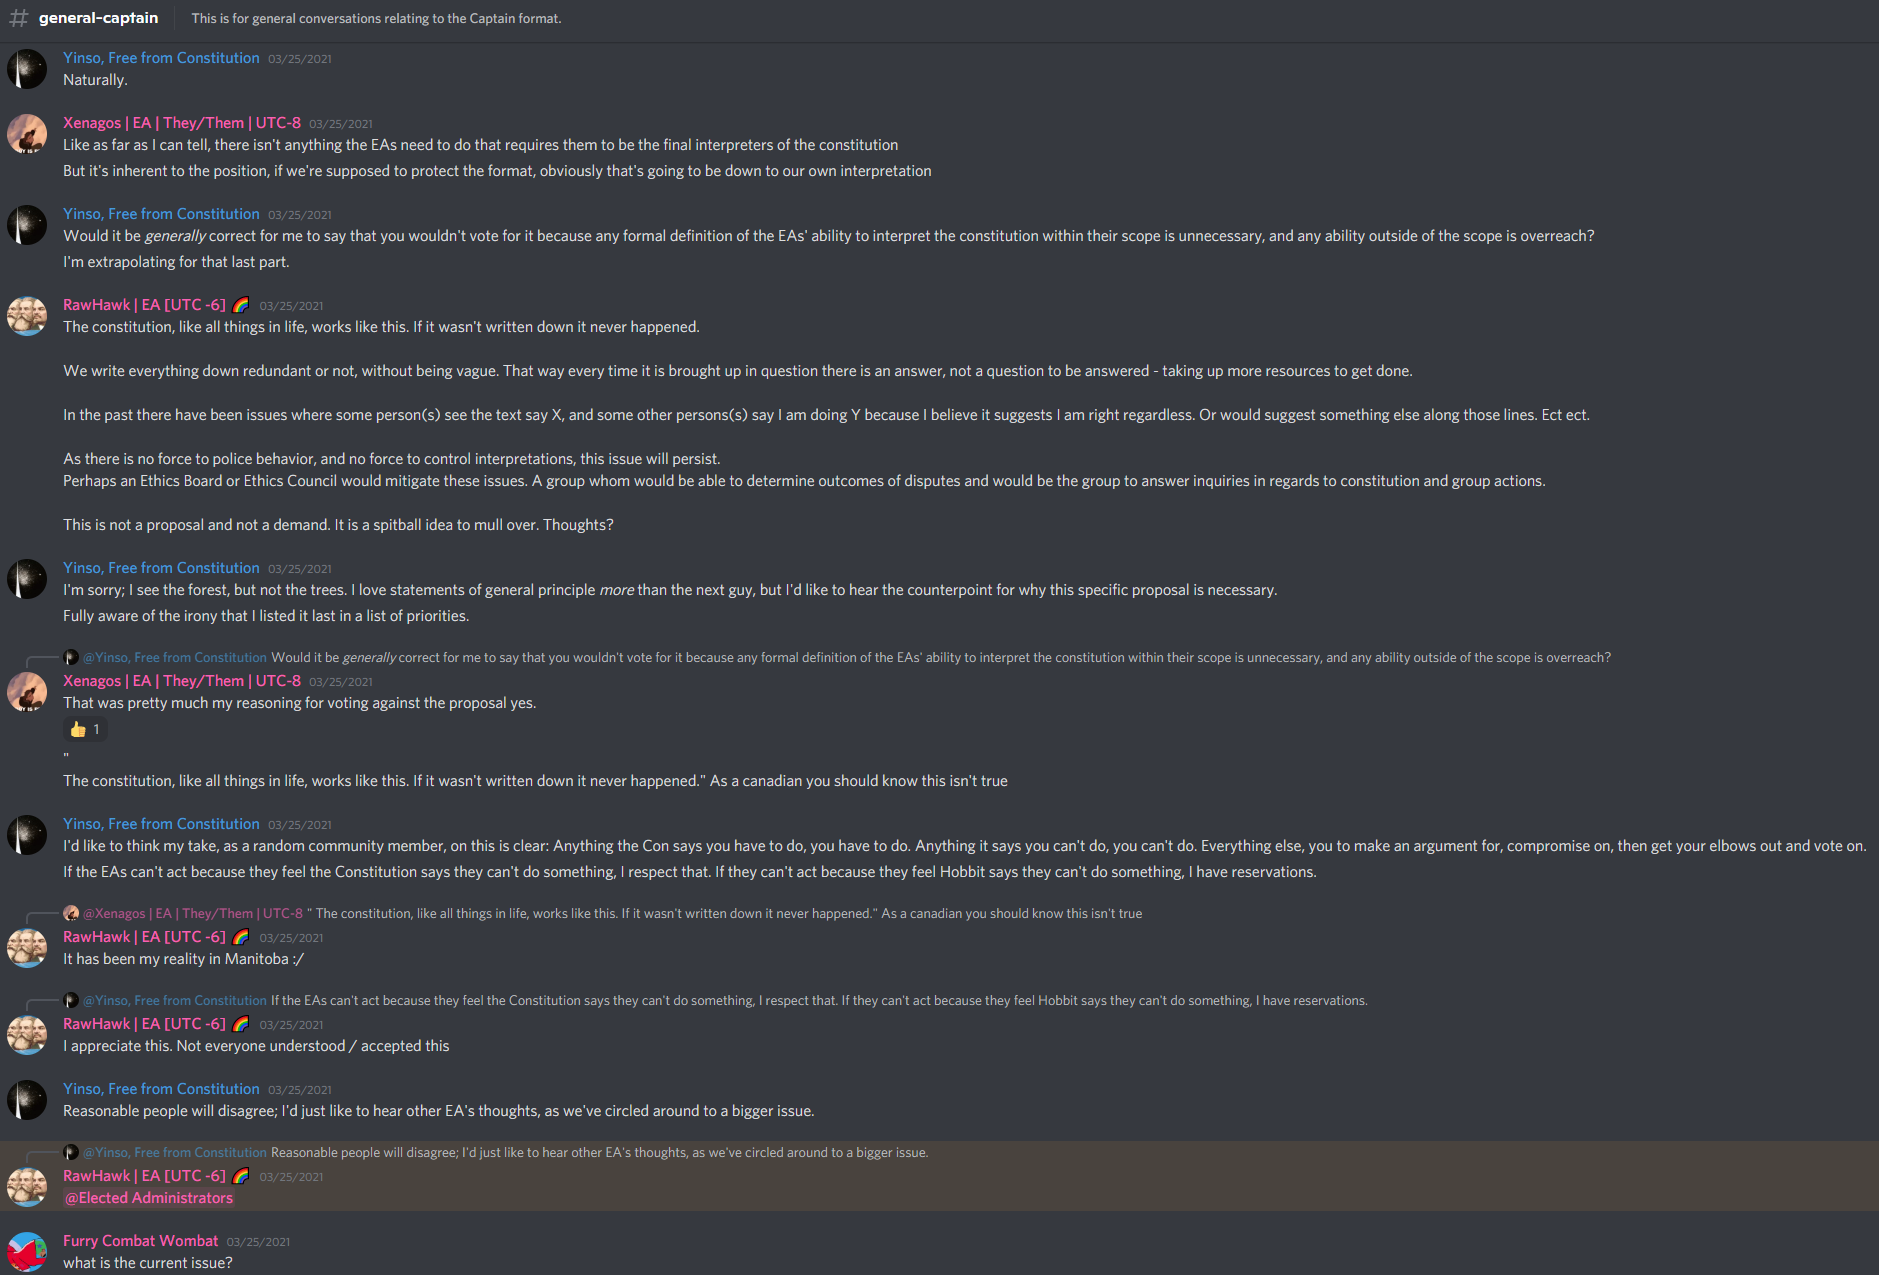 # general-captain This is for general conversations relating to the Captain format.
Yinso, Free from Constitution 03/25/2021
Naturally.
Xenagos | EA | They/Them | UTC-8 03/25/2021
Like as far as I can tell, there isn't anything the EAs need to do that requires them to be the final interpreters of the constitution
But it's inherent to the position, if we're supposed to protect the format, obviously that's going to be down to our own interpretation
Yinso, Free from Constitution 03/25/2021
Would it be generally correct for me to say that you wouldn't vote for it because any formal definition of the EAs' ability to interpret the constitution within their scope is unnecessary, and any ability outside of the scope is overreach?
I'm extrapolating for that last part.
RawHawk | EA [UTC -6] 🌈 03/25/2021
The constitution, like all things in life, works like this. If it wasn't written down it never happened.
We write everything down redundant or not, without being vague. That way every time it is brought up in question there is an answer, not a question to be answered - taking up more resources to get done.
In the past there have been issues where some person(s) see the text say X, and some other persons(s) say I am doing Y because I believe it suggests I am right regardless. Or would suggest something else along those lines. Ect ect.
As there is no force to police behavior, and no force to control interpretations, this issue will persist.
Perhaps an Ethics Board or Ethics Council would mitigate these issues. A group whom would be able to determine outcomes of disputes and would be the group to answer inquiries in regards to constitution and group actions.
This is not a proposal and not a demand. It is a spitball idea to mull over. Thoughts?
Yinso, Free from Constitution 03/25/2021
I'm sorry; I see the forest, but not the trees. I love statements of general principle more than the next guy, but I'd like to hear the counterpoint for why this specific proposal is necessary.
Fully aware of the irony that I listed it last in a list of priorities.
@Yinso, Free from Constitution Would it be generally correct for me to say that you wouldn't vote for it because any formal definition of the EAs' ability to interpret the constitution within their scope is unnecessary, and any ability outside of the scope is overreach?
Xenagos | EA | They/Them | UTC-8 03/25/2021
That was pretty much my reasoning for voting against the proposal yes.
👍 1
"
The constitution, like all things in life, works like this. If it wasn't written down it never happened." As a canadian you should know this isn't true
Yinso, Free from Constitution 03/25/2021
I'd like to think my take, as a random community member, on this is clear: Anything the Con says you have to do, you have to do. Anything it says you can't do, you can't do. Everything else, you to make an argument for, compromise on, then get your elbows out and vote on.
If the EAs can't act because they feel the Constitution says they can't do something, I respect that. If they can't act because they feel Hobbit says they can't do something, I have reservations.
@Xenagos | EA | They/Them | UTC-8 " The constitution, like all things in life, works like this. If it wasn't written down it never happened." As a canadian you should know this isn't true
RawHawk | EA [UTC -6] 🌈 03/25/2021
It has been my reality in Manitoba :/
@Yinso, Free from Constitution If the EAs can't act because they feel the Constitution says they can't do something, I respect that. If they can't act because they feel Hobbit says they can't do something, I have reservations.
RawHawk | EA [UTC -6] 🌈 03/25/2021
I appreciate this. Not everyone understood / accepted this
Yinso, Free from Constitution 03/25/2021
Reasonable people will disagree; I'd just like to hear other EA's thoughts, as we've circled around to a bigger issue.
@Yinso, Free from Constitution Reasonable people will disagree; I'd just like to hear other EA's thoughts, as we've circled around to a bigger issue.
RawHawk | EA [UTC -6] 🌈 03/25/2021
@Elected Administrators
Furry Combat Wombat 03/25/2021
what is the current issue?